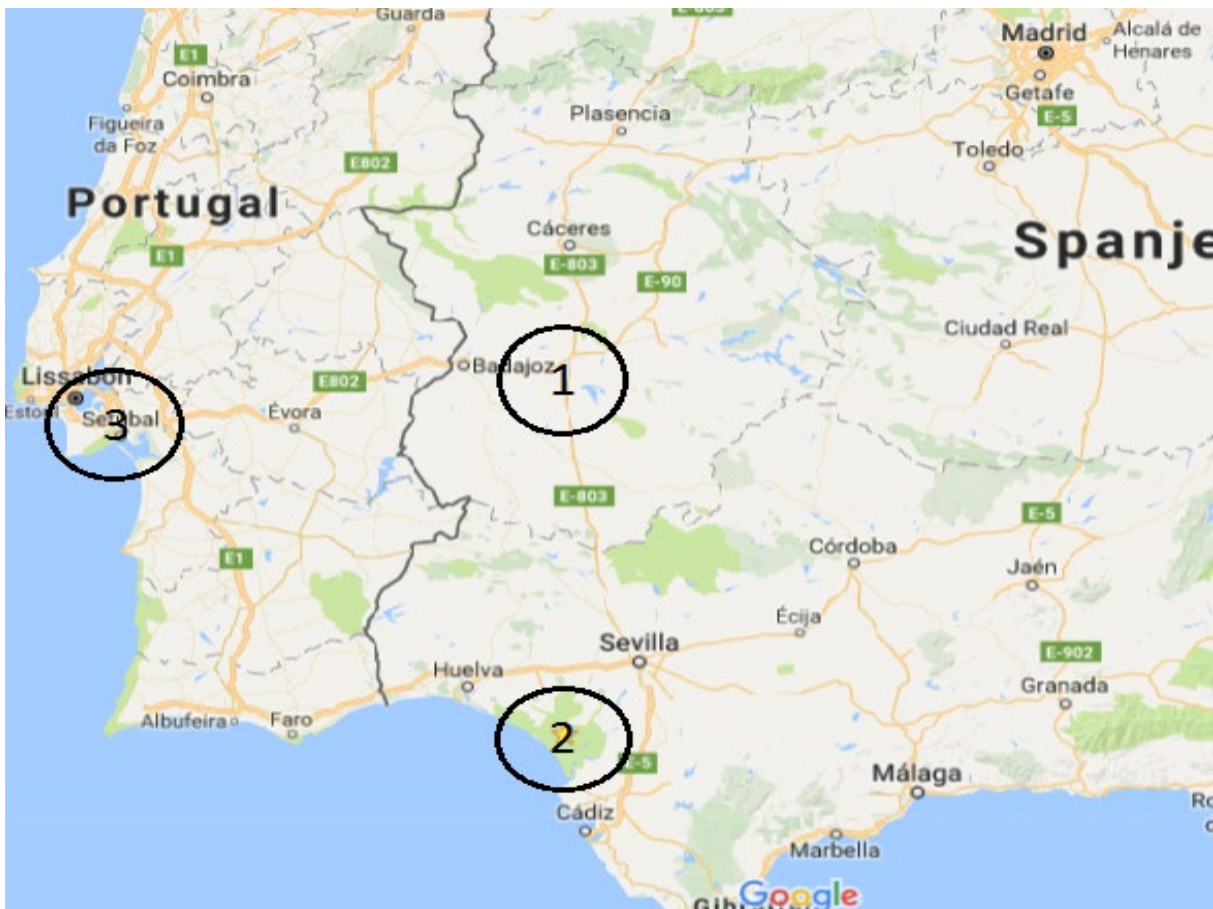 Guarda
Madrid
Alcalá de
Henares
E1
Coimbra
Getafe
Plasencia
E-5
Figueira
da Foz
Toledo
E802
Portugal
Cáceres
Spanje
E1
E-803
E-90
Ciudad Real
Badajoz
1
Lissabon
E802
Estoril
Setúbal
3
Évora
E-803
E-5
Córdoba
E1
Jaén
Écija
Sevilla
E-902
Huelva
Granada
Albufeira
Faro
2
E-5
Málaga
Cádiz
Marbella
Google